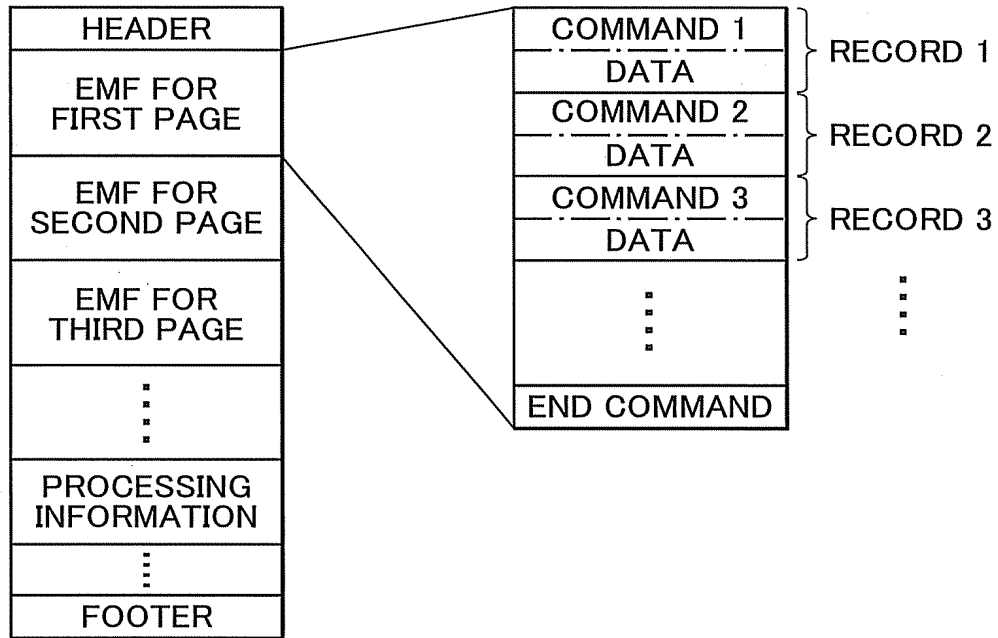 HEADER
EMF FOR
FIRST PAGE
EMF FOR
SECOND PAGE
EMF FOR
THIRD PAGE
PROCESSING
INFORMATION
FOOTER
COMMAND 1
DATA
COMMAND 2
DATA
COMMAND 3
DATA
END COMMAND
RECORD 1
RECORD 2
RECORD 3